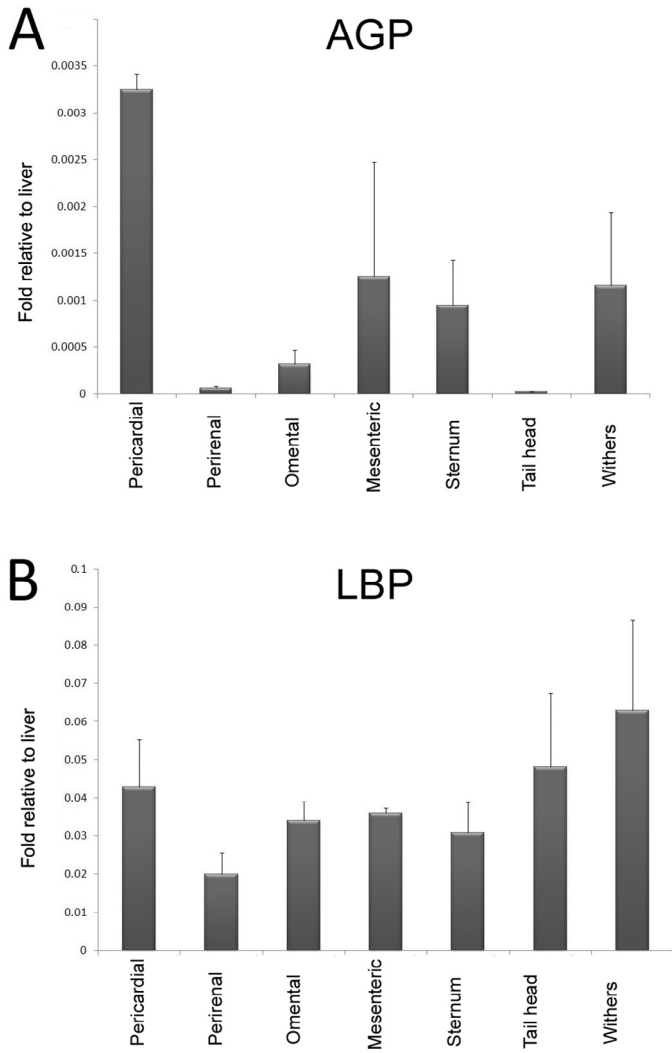 A
AGP
Fold relative to liver
0.0035
0.003
0.0025
0.002
0.0015
0.001
0.0005
0
Pericardial
Perirenal
Omental
Mesenteric
Sternum
Tail head
Withers
B
LBP
Fold relative to liver
0.1
0.09
0.08
0.07
0.06
0.05
0.04
0.03
0.02
0.01
0
Pericardial
Perirenal
Omental
Mesenteric
Sternum
Tail head
Withers